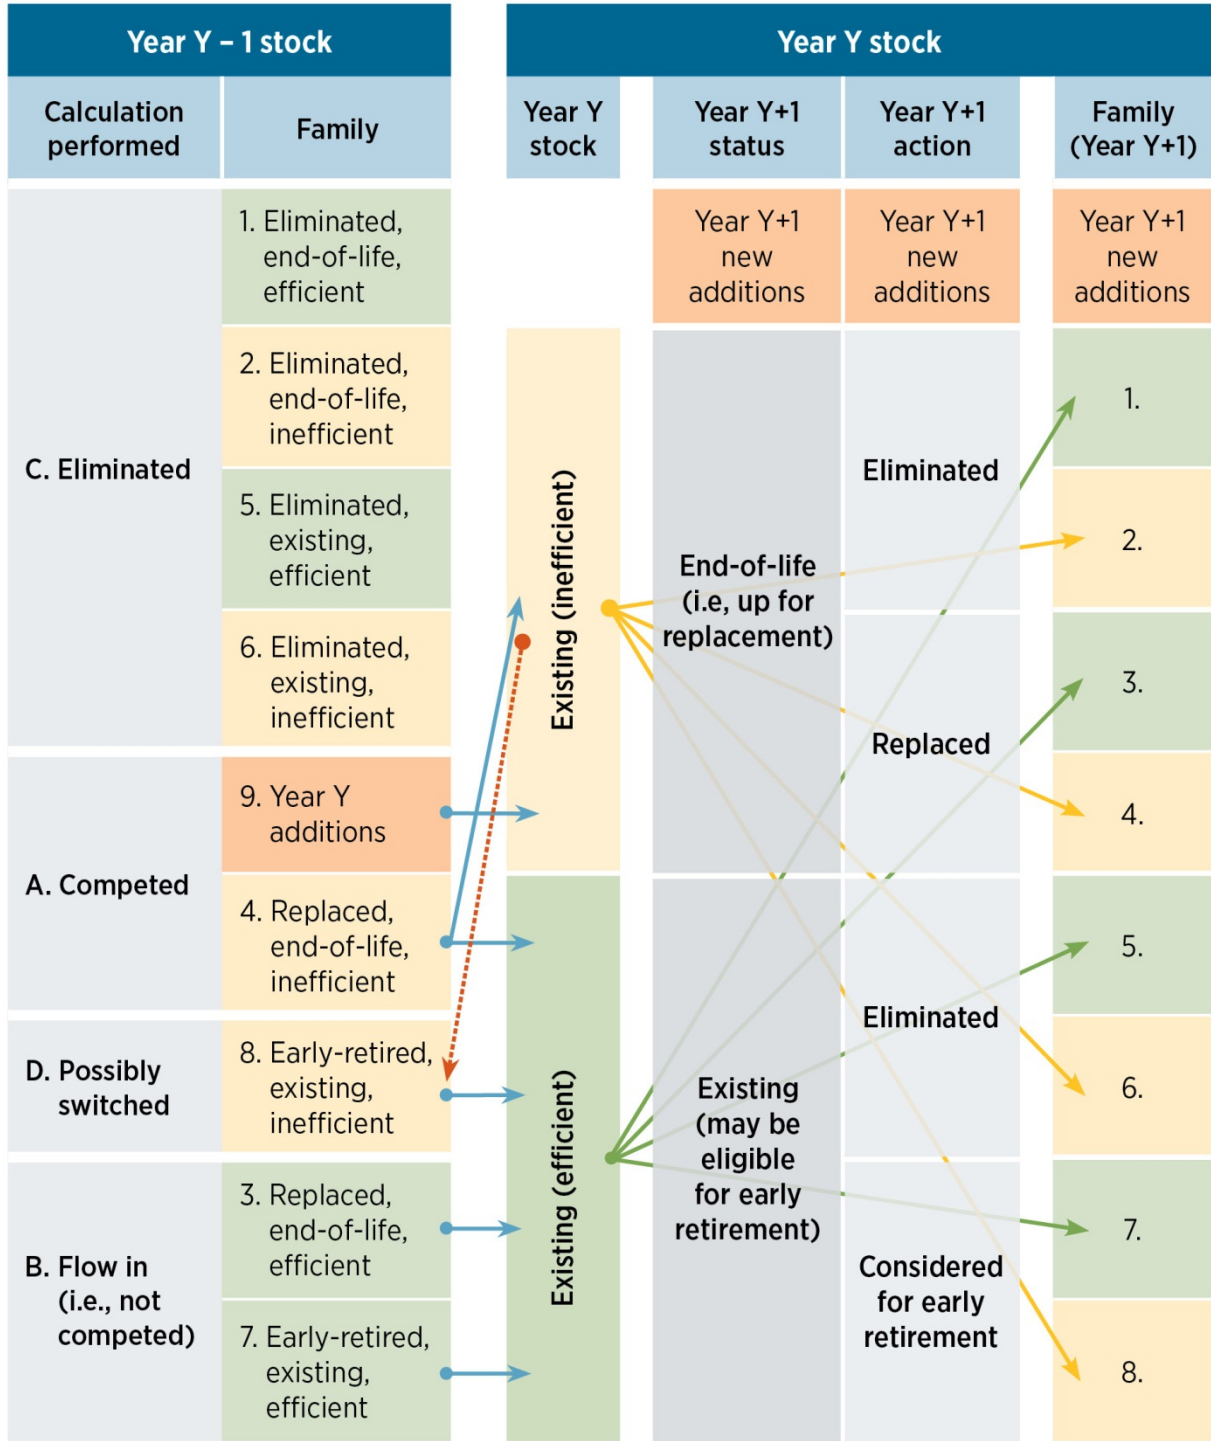 Year Y – 1 stock
Year Y stock
Calculation
performed
Family
Year Y
stock
Year Y+1
status
Year Y+1
action
Family
(Year Y+1)
C. Eliminated
1. Eliminated,
end-of-life,
efficient
2. Eliminated,
end-of-life,
inefficient
5. Eliminated,
existing,
efficient
6. Eliminated,
existing,
inefficient
A. Competed
9. Year Y
additions
4. Replaced,
end-of-life,
inefficient
D. Possibly
switched
8. Early-retired,
existing,
inefficient
B. Flow in
(i.e., not
competed)
3. Replaced,
end-of-life,
efficient
7. Early-retired,
existing,
efficient
Existing (inefficient)
Existing (efficient)
Year Y+1
new
additions
End-of-life
(i.e, up for
replacement)
Existing
(may be
eligible
for early
retirement)
Year Y+1
new
additions
Eliminated
Replaced
Eliminated
Considered
for early
retirement
Year Y+1
new
additions
1.
2.
3.
4.
5.
6.
7.
8.